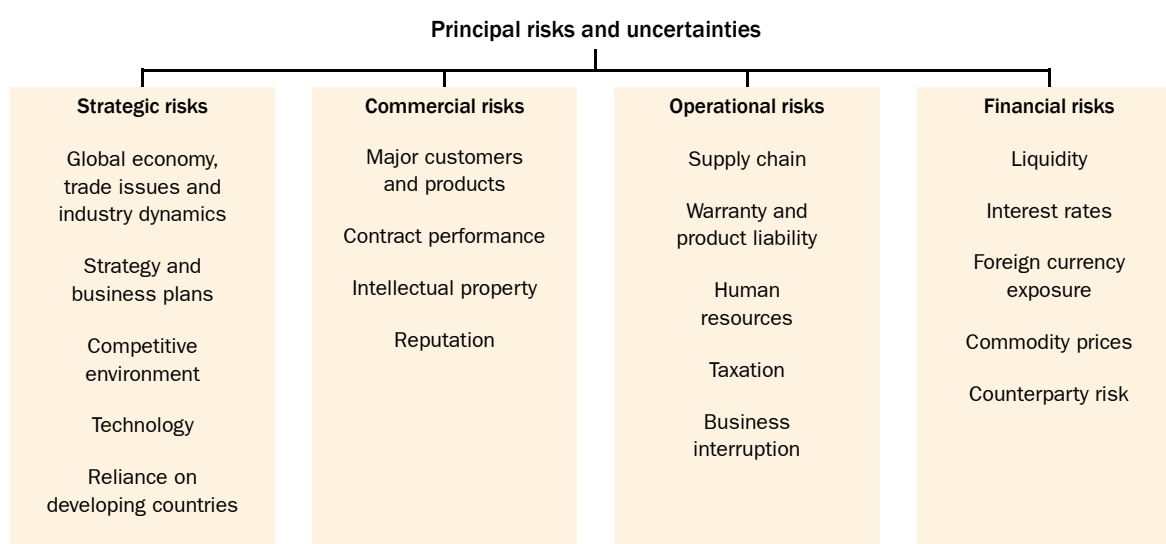 Principal risks and uncertainties
Strategic risks
Global economy,
trade issues and
industry dynamics
Strategy and
business plans
Competitive
environment
Technology
Reliance on
developing countries
Commercial risks
Major customers
and products
Contract performance
Intellectual property
Reputation
Operational risks
Supply chain
Warranty and
product liability
Human
resources
Taxation
Business
interruption
Financial risks
Liquidity
Interest rates
Foreign currency
exposure
Commodity prices
Counterparty risk